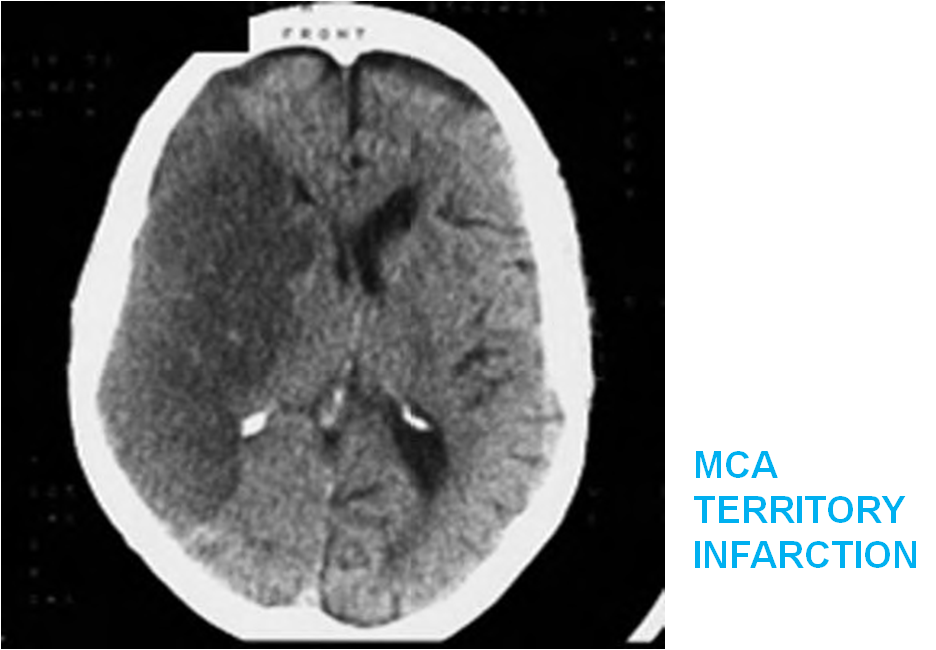 FRONT
MCA
TERRITORY
INFARCTION